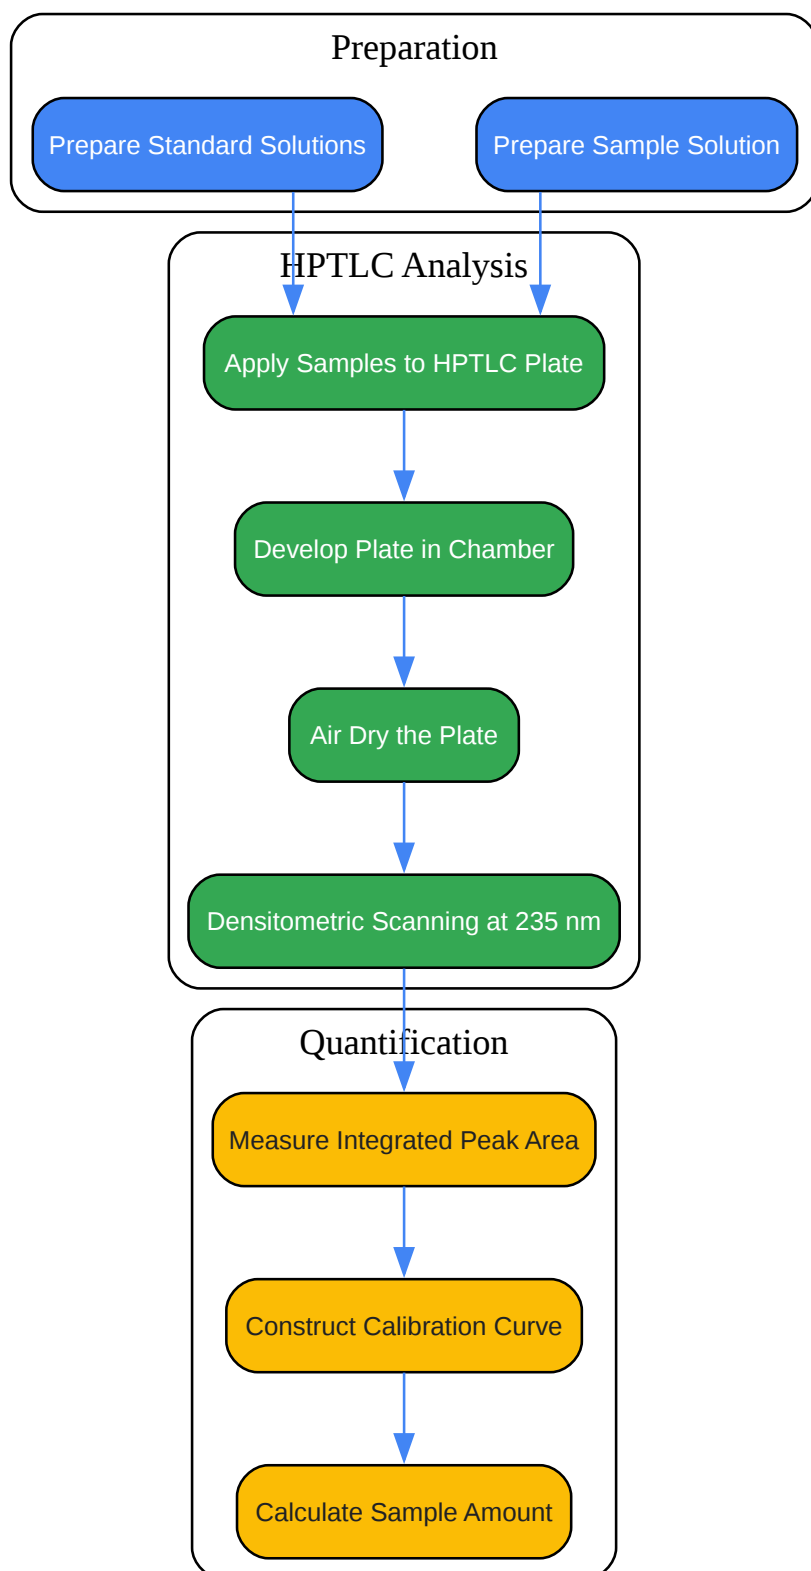 Preparation
Prepare Standard Solutions
Prepare Sample Solution
HPTLC Analysis
Apply Samples to HPTLC Plate
Develop Plate in Chamber
Air Dry the Plate
Densitometric Scanning at 235 nm
Quantification
Measure Integrated Peak Area
Construct Calibration Curve
Calculate Sample Amount